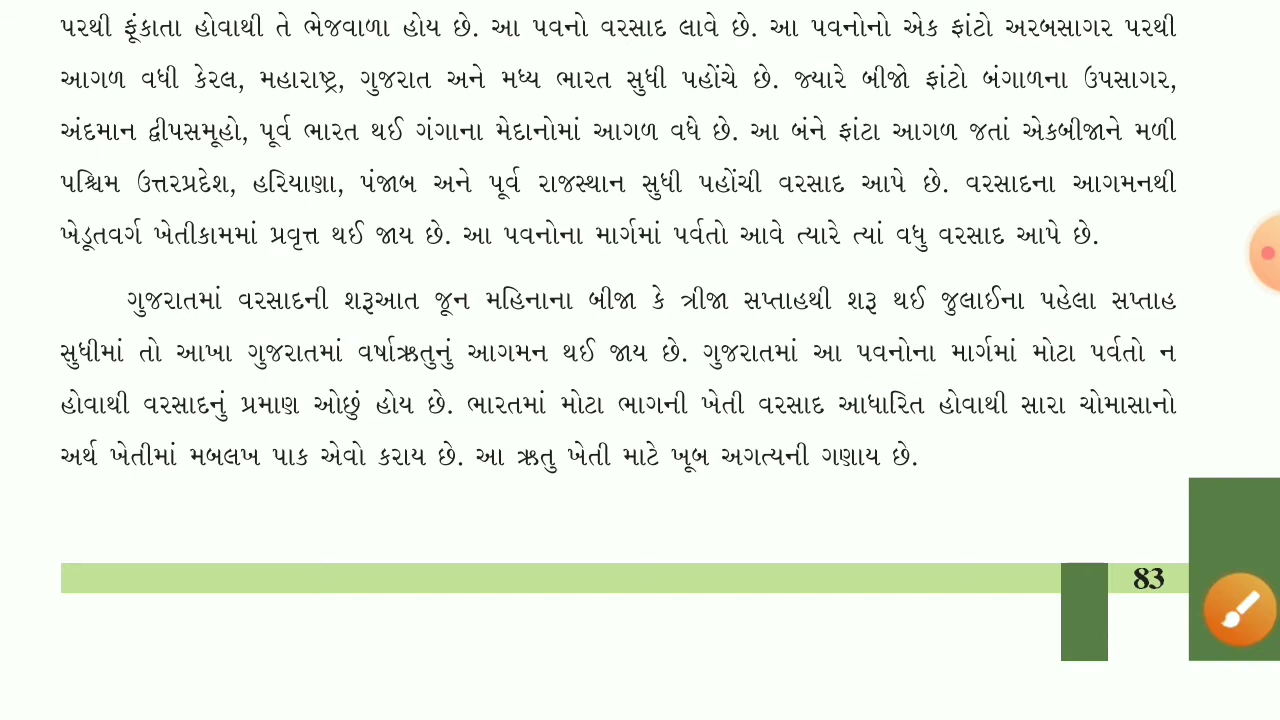 પરથી ફૂંકાતા હોવાથી તે ભેજવાળા હોય છે. આ પવનો વરસાદ લાવે છે. આ પવનોનો એક ફાંટો અરબસાગર પરથી
આગળ વધી કેરલ, મહારાષ્ટ્ર, ગુજરાત અને મધ્ય ભારત સુધી પહોંચે છે. જ્યારે બીજો ફાંટો બંગાળના ઉપસાગર,
અંદમાન દ્વીપસમૂહો, પૂર્વ ભારત થઈ ગંગાના મેદાનોમાં આગળ વધે છે. આ બંને ફાંટા આગળ જતાં એકબીજાને મળી
પશ્ચિમ ઉત્તરપ્રદેશ, હરિયાણા, પંજાબ અને પૂર્વ રાજસ્થાન સુધી પહોંચી વરસાદ આપે છે. વરસાદના આગમનથી
ખેડૂતવર્ગ ખેતીકામમાં પ્રવૃત્ત થઈ જાય છે. આ પવનોના માર્ગમાં પર્વતો આવે ત્યારે ત્યાં વધુ વરસાદ આપે છે.
ગુજરાતમાં વરસાદની શરૂઆત જૂન મહિનાના બીજા કે ત્રીજા સપ્તાહથી શરૂ થઈ જુલાઈના પહેલા સપ્તાહ
સુધીમાં તો આખા ગુજરાતમાં વર્ષાઋતુનું આગમન થઈ જાય છે. ગુજરાતમાં આ પવનોના માર્ગમાં મોટા પર્વતો ન
હોવાથી વરસાદનું પ્રમાણ ઓછું હોય છે. ભારતમાં મોટા ભાગની ખેતી વરસાદ આધારિત હોવાથી સારા ચોમાસાનો
અર્થ ખેતીમાં મબલખ પાક એવો કરાય છે. આ ઋતુ ખેતી માટે ખૂબ અગત્યની ગણાય છે.
83